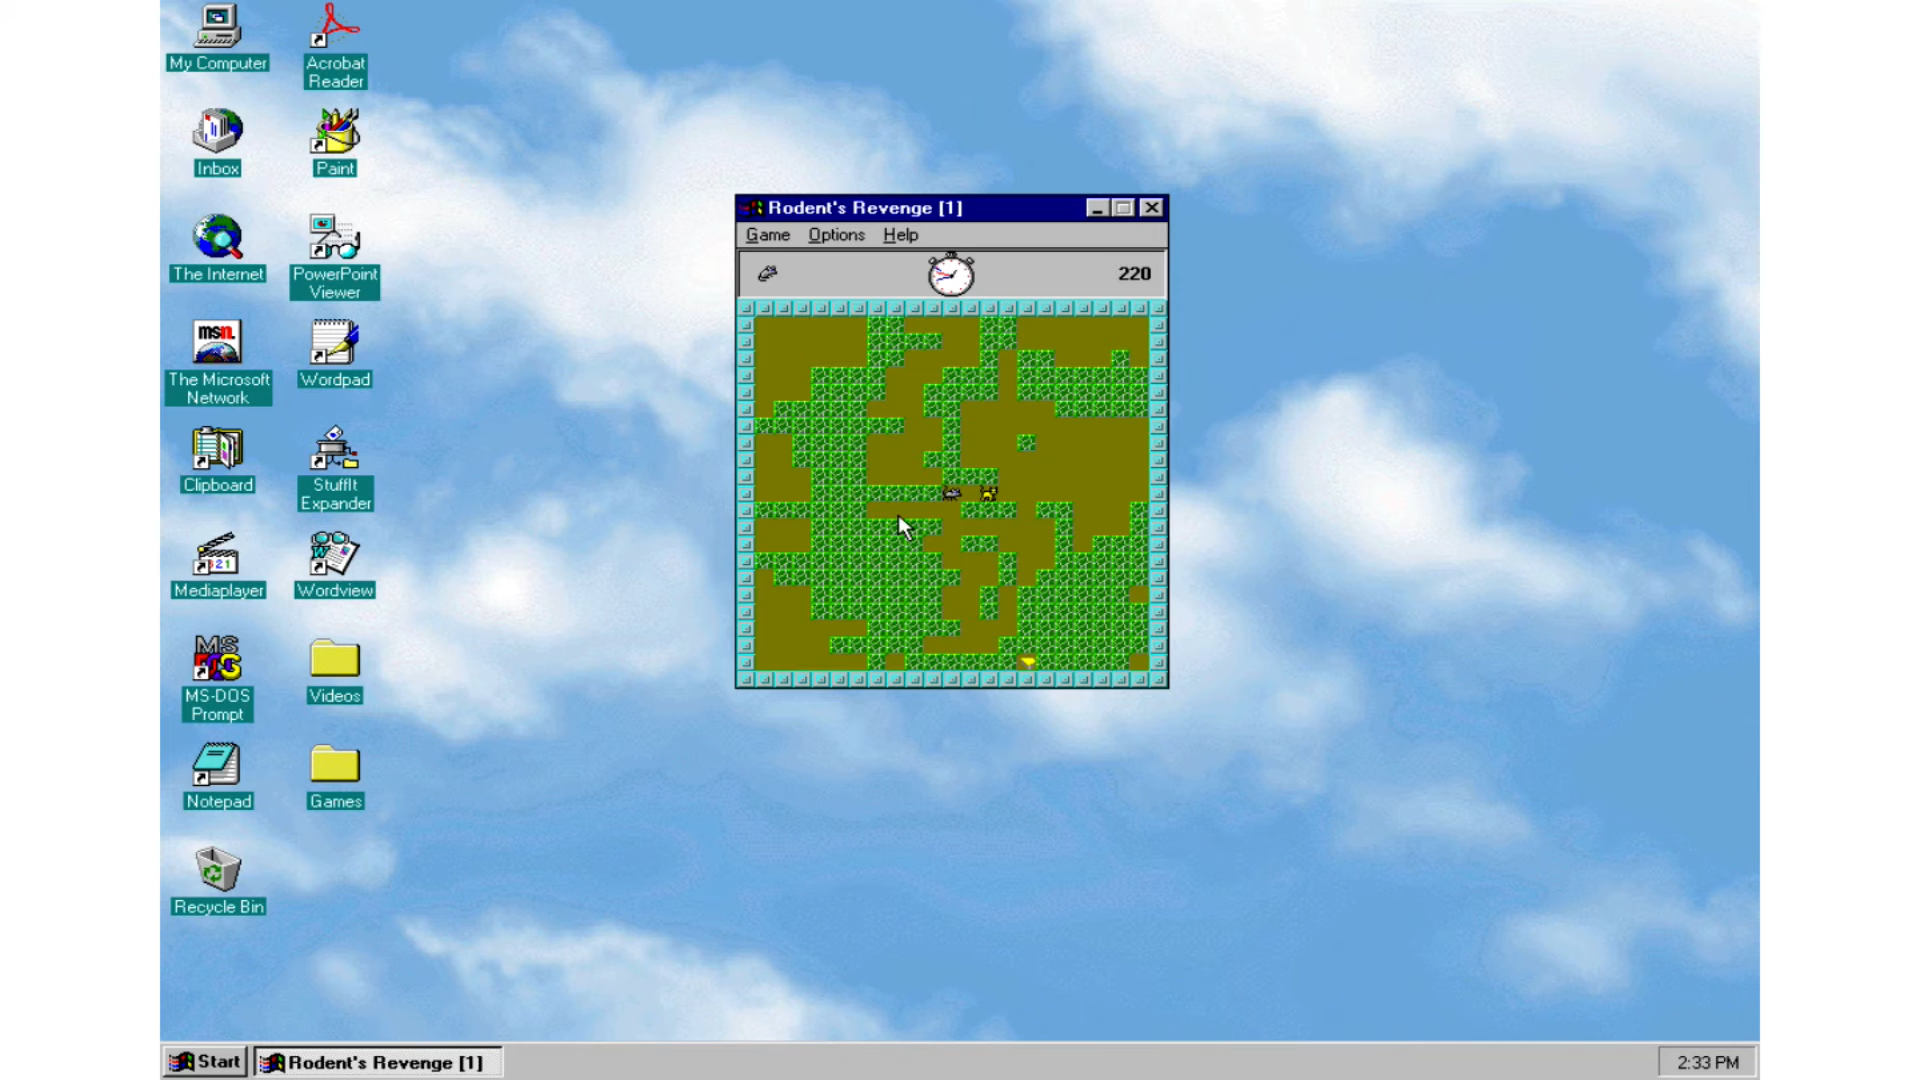 My Computer
Acrobat
Reader
Inbox
Paint
The Internet
PowerPoint
Viewer
msn.
The Microsoft
Network
Wordpad
Clipboard
StuffIt
Expander
Mediaplayer
Wordview
MS
MS-DOS
Prompt
Videos
Notepad
Games
Recycle Bin
Rodent's Revenge [1]
Game Options Help
220
Start
Rodent's Revenge [1]
2:33 PM